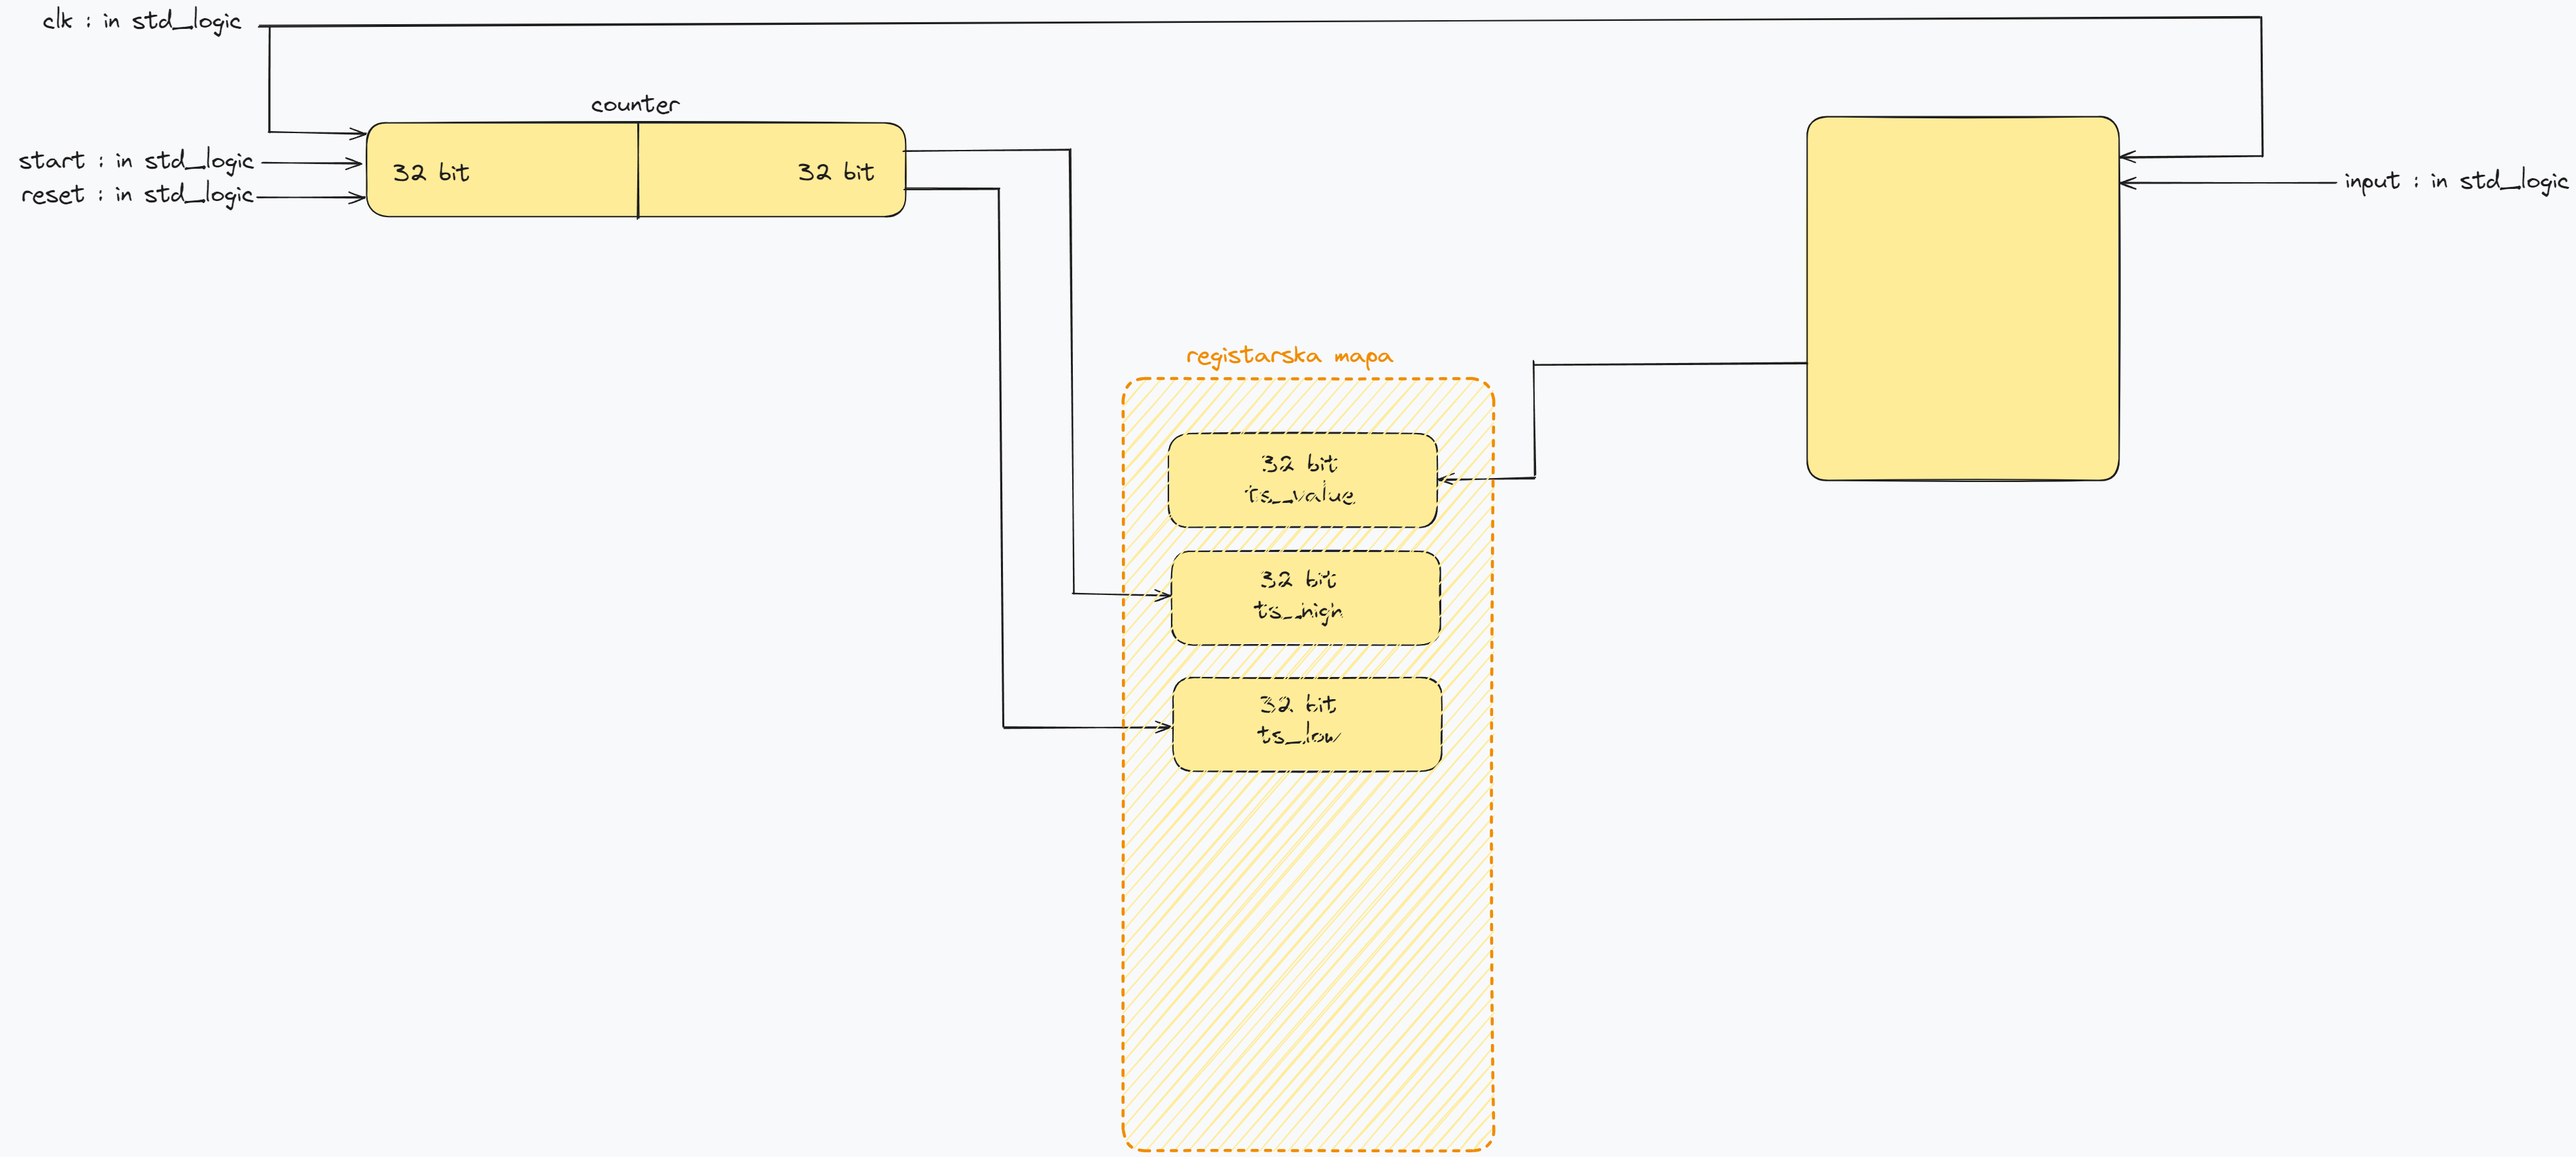 clk : in std_logic
counter
start : in std_logic
32 bit
32 bit
reset : in std_logic
input : in std_logic
registarska mapa
32 bit
ts_value
32 bit
ts_high
32 bit
ts_low